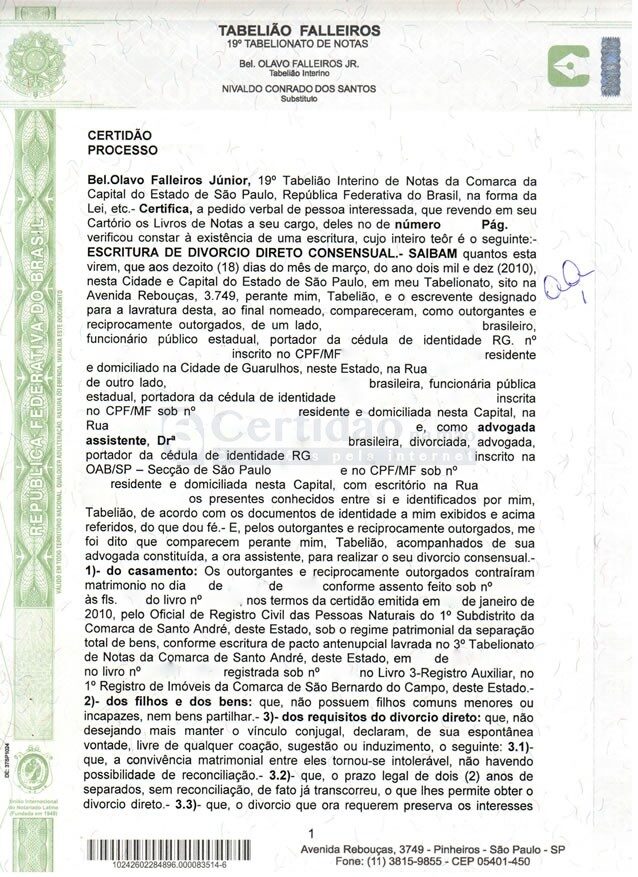 TABELIÃO FALLEIROS
19º TABELIONATO DE NOTAS
Bel. OLAVO FALLEIROS JR.
Tabelião Interino
NIVALDO CONRADO DOS SANTOS
Substituto
CERTIDÃO
PROCESSO
Bel.Olavo Falleiros Júnior, 19º Tabelião Interino de Notas da Comarca da
Capital do Estado de São Paulo, República Federativa do Brasil, na forma da
Lei, etc.- Certifica, a pedido verbal de pessoa interessada, que revendo em seu
Cartório os Livros de Notas a seu cargo, deles no de número Pág.
verificou constar à existência de uma escritura, cujo inteiro teôr é o seguinte:-
ESCRITURA DE DIVORCIO DIRETO CONSENSUAL.- SAIBAM quantos esta
virem, que aos dezoito (18) dias do mês de março, do ano dois mil e dez (2010),
nesta Cidade e Capital do Estado de São Paulo, em meu Tabelionato, sito na
Avenida Rebouças, 3.749, perante mim, Tabelião, e o escrevente designado
para a lavratura desta, ao final nomeado, compareceram, como outorgantes e
reciprocamente outorgados, de um lado, brasileiro,
funcionário público estadual, portador da cédula de identidade RG. nº
inscrito no CPF/MF residente
e domiciliado na Cidade de Guarulhos, neste Estado, na Rua
de outro lado, brasileira, funcionária pública
estadual, portadora da cédula de identidade inscrita
no CPF/MF sob nº residente e domiciliada nesta Capital, na
Rua e, como advogada
assistente, Drª brasileira, divorciada, advogada,
portador da cédula de identidade RG inscrito na
OAB/SP – Secção de São Paulo e no CPF/MF sob nº
residente e domiciliada nesta Capital, com escritório na Rua
os presentes conhecidos entre si e identificados por mim,
Tabelião, de acordo com os documentos de identidade a mim exibidos e acima
referidos, do que dou fé.- E, pelos outorgantes e reciprocamente outorgados, me
foi dito que comparecem perante mim, Tabelião, acompanhados de sua
advogada constituída, a ora assistente, para realizar o seu divorcio consensual.-
1)- do casamento: Os outorgantes e reciprocamente outorgados contraíram
matrimonio no dia de de conforme assento feito sob nº
às fls. do livro nº , nos termos da certidão emitida em de janeiro de
2010, pelo Oficial de Registro Civil das Pessoas Naturais do 1º Subdistrito da
Comarca de Santo André, deste Estado, sob o regime patrimonial da separação
total de bens, conforme escritura de pacto antenupcial lavrada no 3º Tabelionato
de Notas da Comarca de Santo André, deste Estado, em de
no livro nº registrada sob nº no Livro 3-Registro Auxiliar, no
1º Registro de Imóveis da Comarca de São Bernardo do Campo, deste Estado.-
2)- dos filhos e dos bens: que, não possuem filhos comuns menores ou
incapazes, nem bens partilhar.- 3)- dos requisitos do divorcio direto: que, não
desejando mais manter o vínculo conjugal, declaram, de sua espontânea
vontade, livre de qualquer coação, sugestão ou induzimento, o seguinte: 3.1)-
que, a convivência matrimonial entre eles tornou-se intolerável, não havendo
possibilidade de reconciliação.- 3.2)- que, o prazo legal de dois (2) anos de
separados, sem reconciliação, de fato já transcorreu, o que lhes permite obter o
divorcio direto.- 3.3)- que, o divorcio que ora requerem preserva os interesses
1
Avenida Rebouças, 3749 - Pinheiros - São Paulo - SP
Fone: (11) 3815-9855 - CEP 05401-450
10242602284896.000083514-6
REPÚBLICA FEDERATIVA DO BRASIL
VÁLIDO EM TODO TERRITÓRIO NACIONAL. QUALQUER ADULTERAÇÃO, RASURA OU EMENDA, INVALIDA ESTE DOCUMENTO
União Internacional
do Notariado Latino
(Fundada em 1948)
Certidão
pela internet